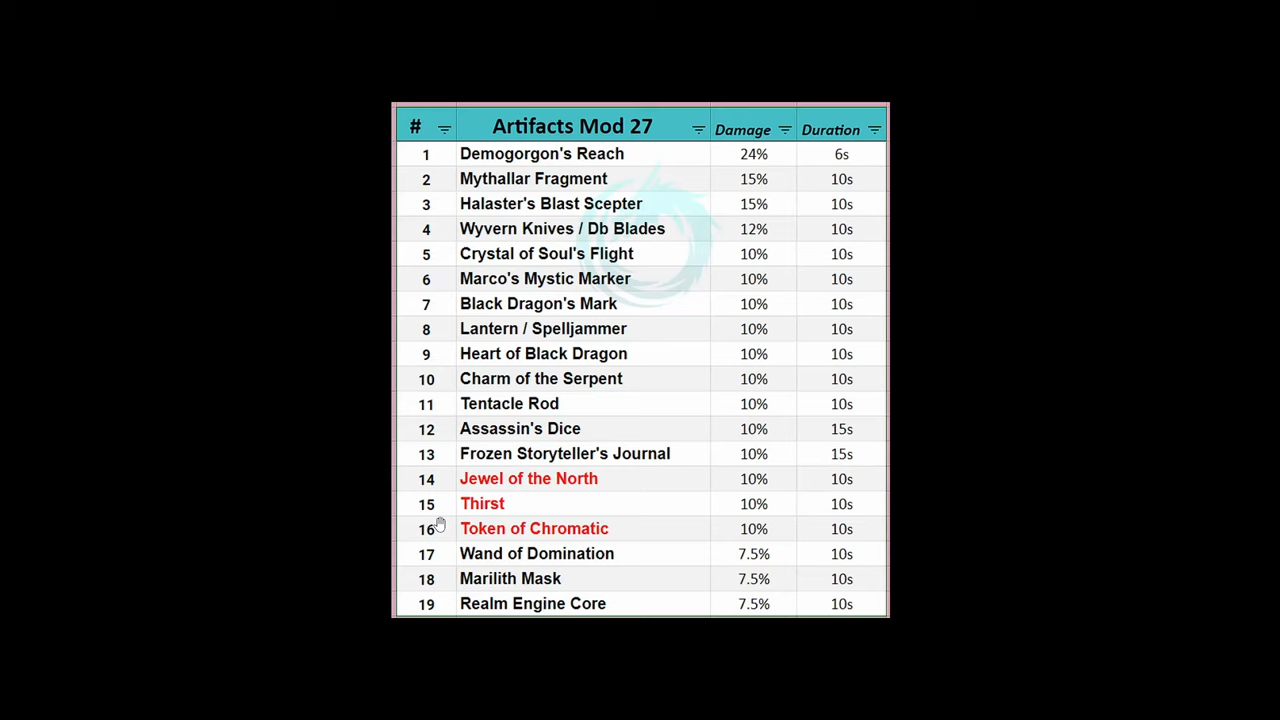 # Artifacts Mod 27 Damage Duration
1 Demogorgon's Reach 24% 6s
2 Mythallar Fragment 15% 10s
3 Halaster's Blast Scepter 15% 10s
4 Wyvern Knives / Db Blades 12% 10s
5 Crystal of Soul's Flight 10% 10s
6 Marco's Mystic Marker 10% 10s
7 Black Dragon's Mark 10% 10s
8 Lantern / Spelljammer 10% 10s
9 Heart of Black Dragon 10% 10s
10 Charm of the Serpent 10% 10s
11 Tentacle Rod 10% 10s
12 Assassin's Dice 10% 15s
13 Frozen Storyteller's Journal 10% 15s
14 Jewel of the North 10% 10s
15 Thirst 10% 10s
16 Token of Chromatic 10% 10s
17 Wand of Domination 7.5% 10s
18 Marilith Mask 7.5% 10s
19 Realm Engine Core 7.5% 10s